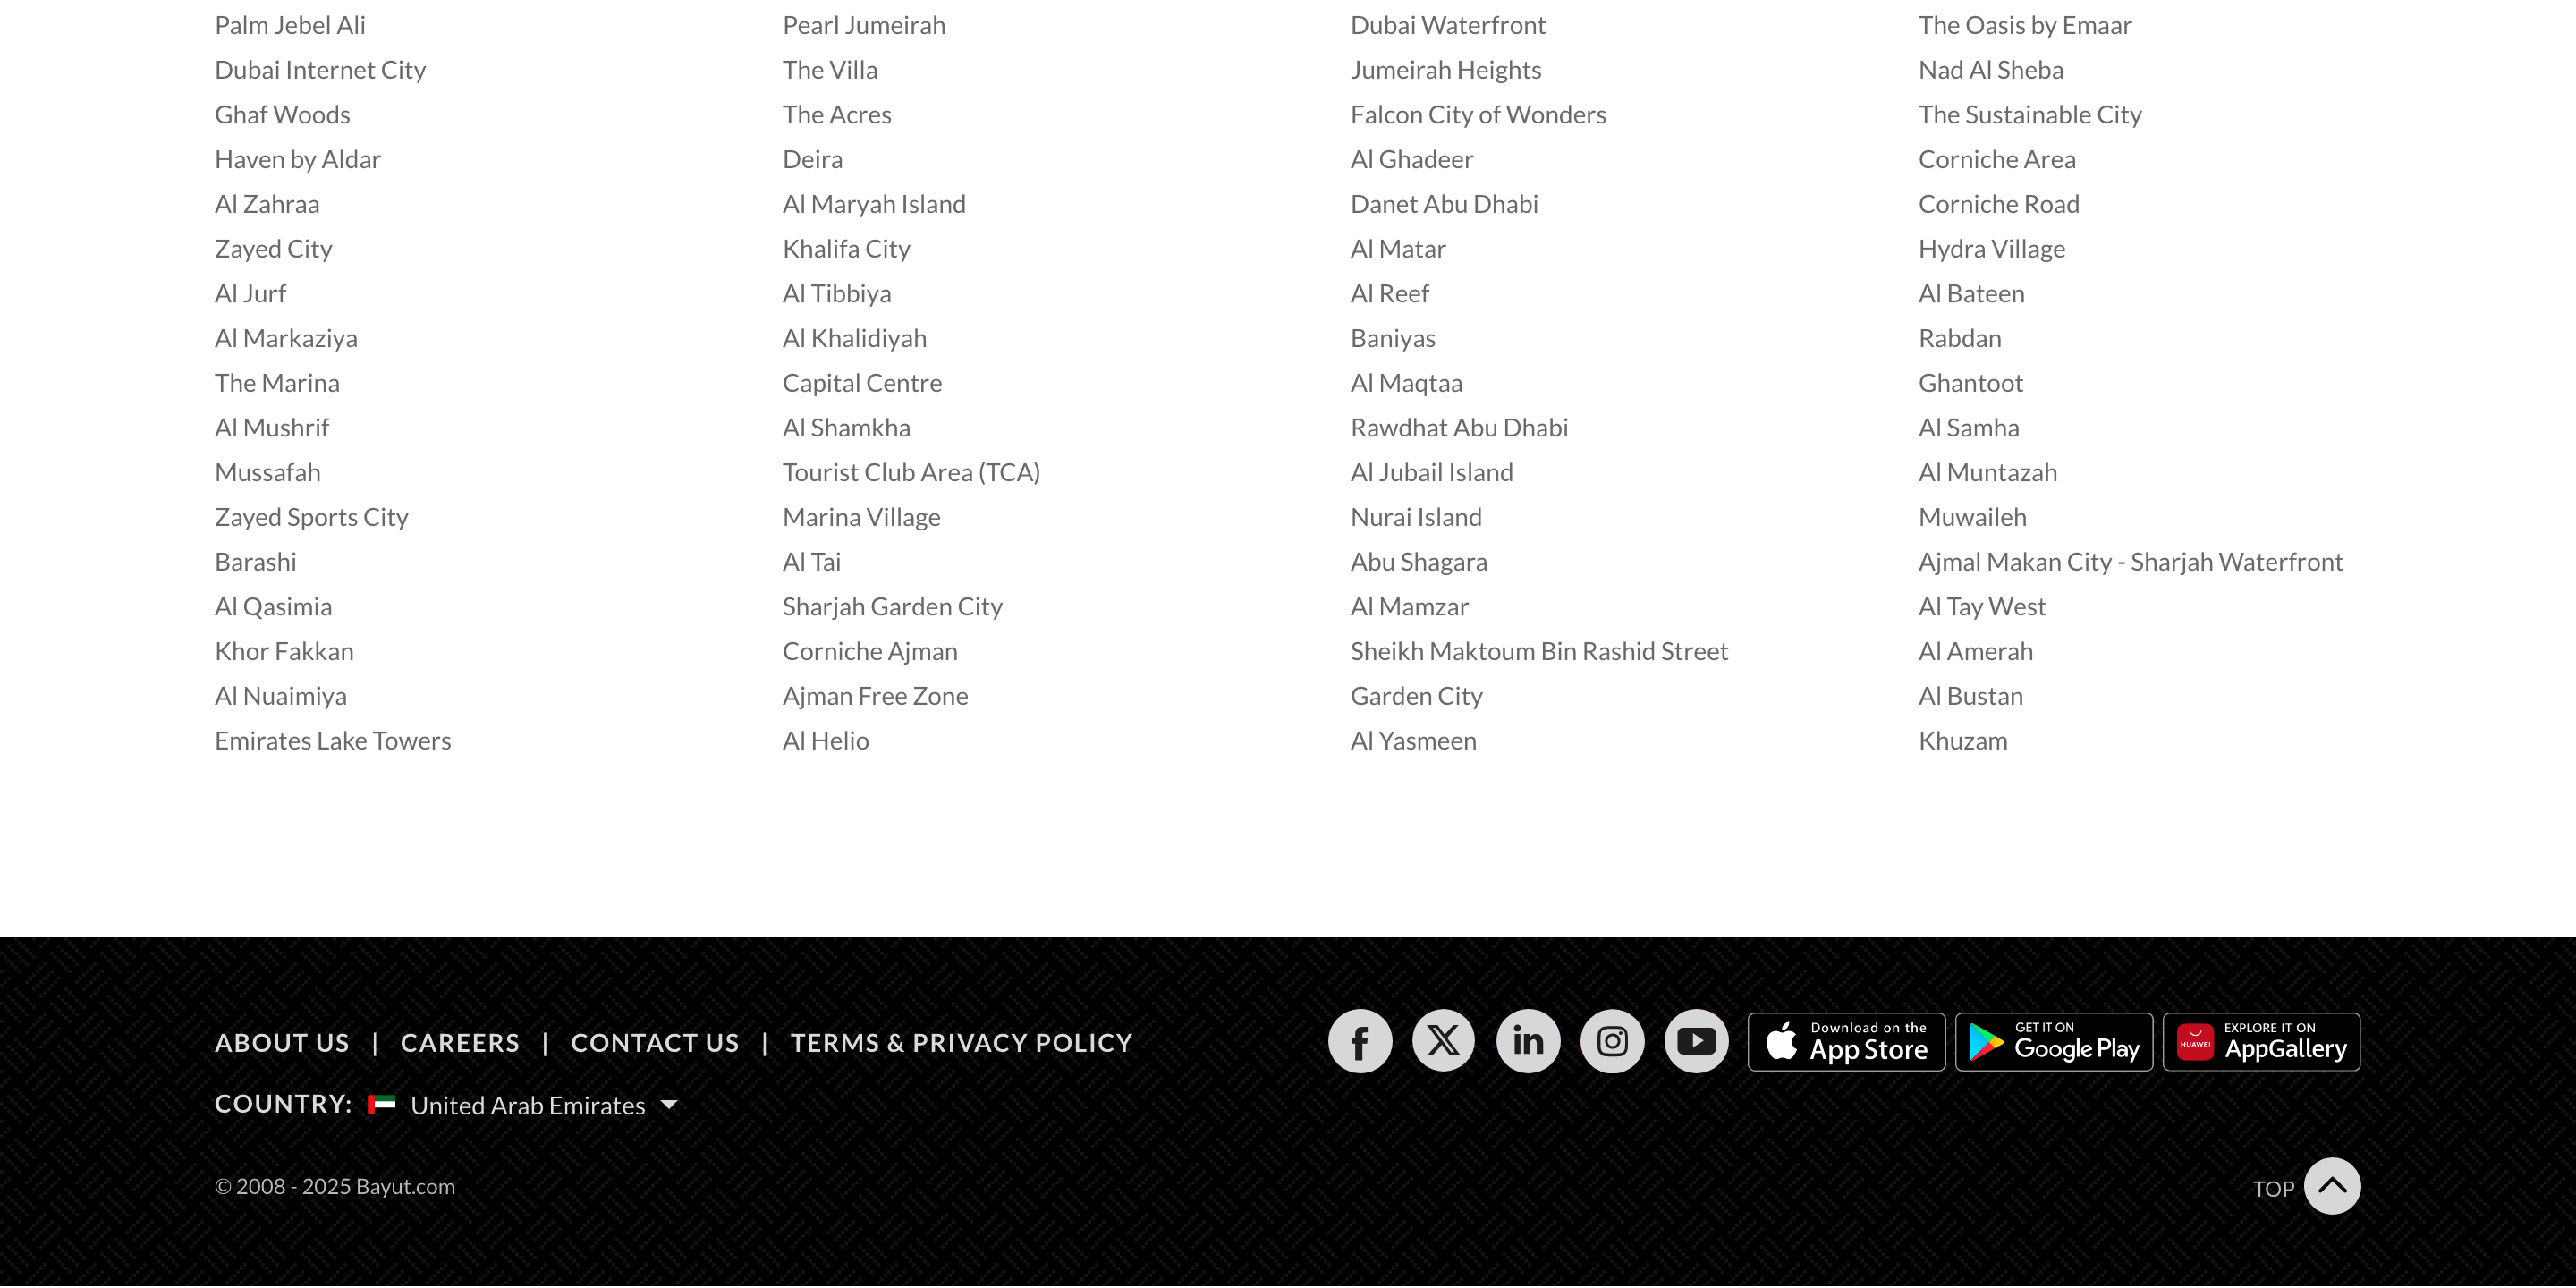 Palm Jebel Ali
Pearl Jumeirah
Dubai Waterfront
The Oasis by Emaar
Dubai Internet City
The Villa
Jumeirah Heights
Nad Al Sheba
Ghaf Woods
The Acres
Falcon City of Wonders
The Sustainable City
Haven by Aldar
Deira
Al Ghadeer
Corniche Area
Al Zahraa
Al Maryah Island
Danet Abu Dhabi
Corniche Road
Zayed City
Khalifa City
Al Matar
Hydra Village
Al Jurf
Al Tibbiya
Al Reef
Al Bateen
Al Markaziya
Al Khalidiyah
Baniyas
Rabdan
The Marina
Capital Centre
Al Maqtaa
Ghantoot
Al Mushrif
Al Shamkha
Rawdhat Abu Dhabi
Al Samha
Mussafah
Tourist Club Area (TCA)
Al Jubail Island
Al Muntazah
Zayed Sports City
Marina Village
Nurai Island
Muwaileh
Barashi
Al Tai
Abu Shagara
Ajmal Makan City - Sharjah Waterfront
Al Qasimia
Sharjah Garden City
Al Mamzar
Al Tay West
Khor Fakkan
Corniche Ajman
Sheikh Maktoum Bin Rashid Street
Al Amerah
Al Nuaimiya
Ajman Free Zone
Garden City
Al Bustan
Emirates Lake Towers
Al Helio
Al Yasmeen
Khuzam
ABOUT US | CAREERS | CONTACT US | TERMS & PRIVACY POLICY
Download on the
App Store
GET IT ON
Google Play
HUAWEI
EXPLORE IT ON
AppGallery
COUNTRY: United Arab Emirates
© 2008 - 2025 Bayut.com
TOP